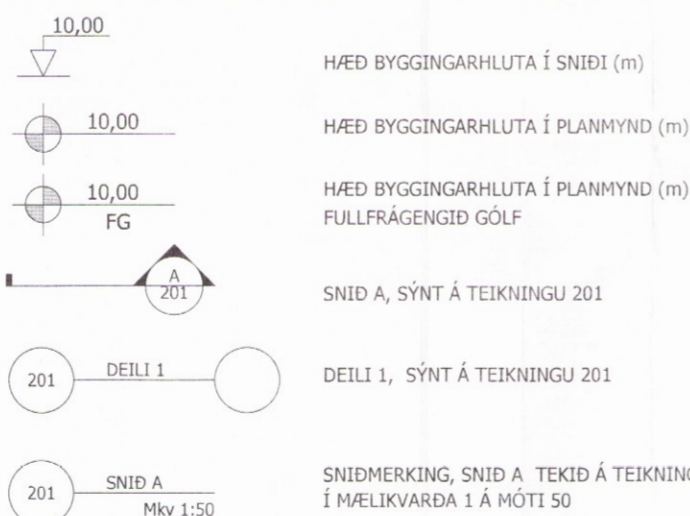 10,00
HÆÐ BYGGINGARHLUTA Í SNIÐI (m)
10,00
HÆÐ BYGGINGARHLUTA Í PLANMYND (m)
10,00
FG
HÆÐ BYGGINGARHLUTA Í PLANMYND (m)
FULLFRÁGENGIÐ GÓLF
A
201
SNIÐ A, SÝNT Á TEIKNINGU 201
201
DEILI 1
DEILI 1, SÝNT Á TEIKNINGU 201
201
SNIÐ A
Mkv 1:50
SNIÐMERKING, SNIÐ A TEKIÐ Á TEIKNING
Í MÆLIKVARÐA 1 Á MÓTI 50